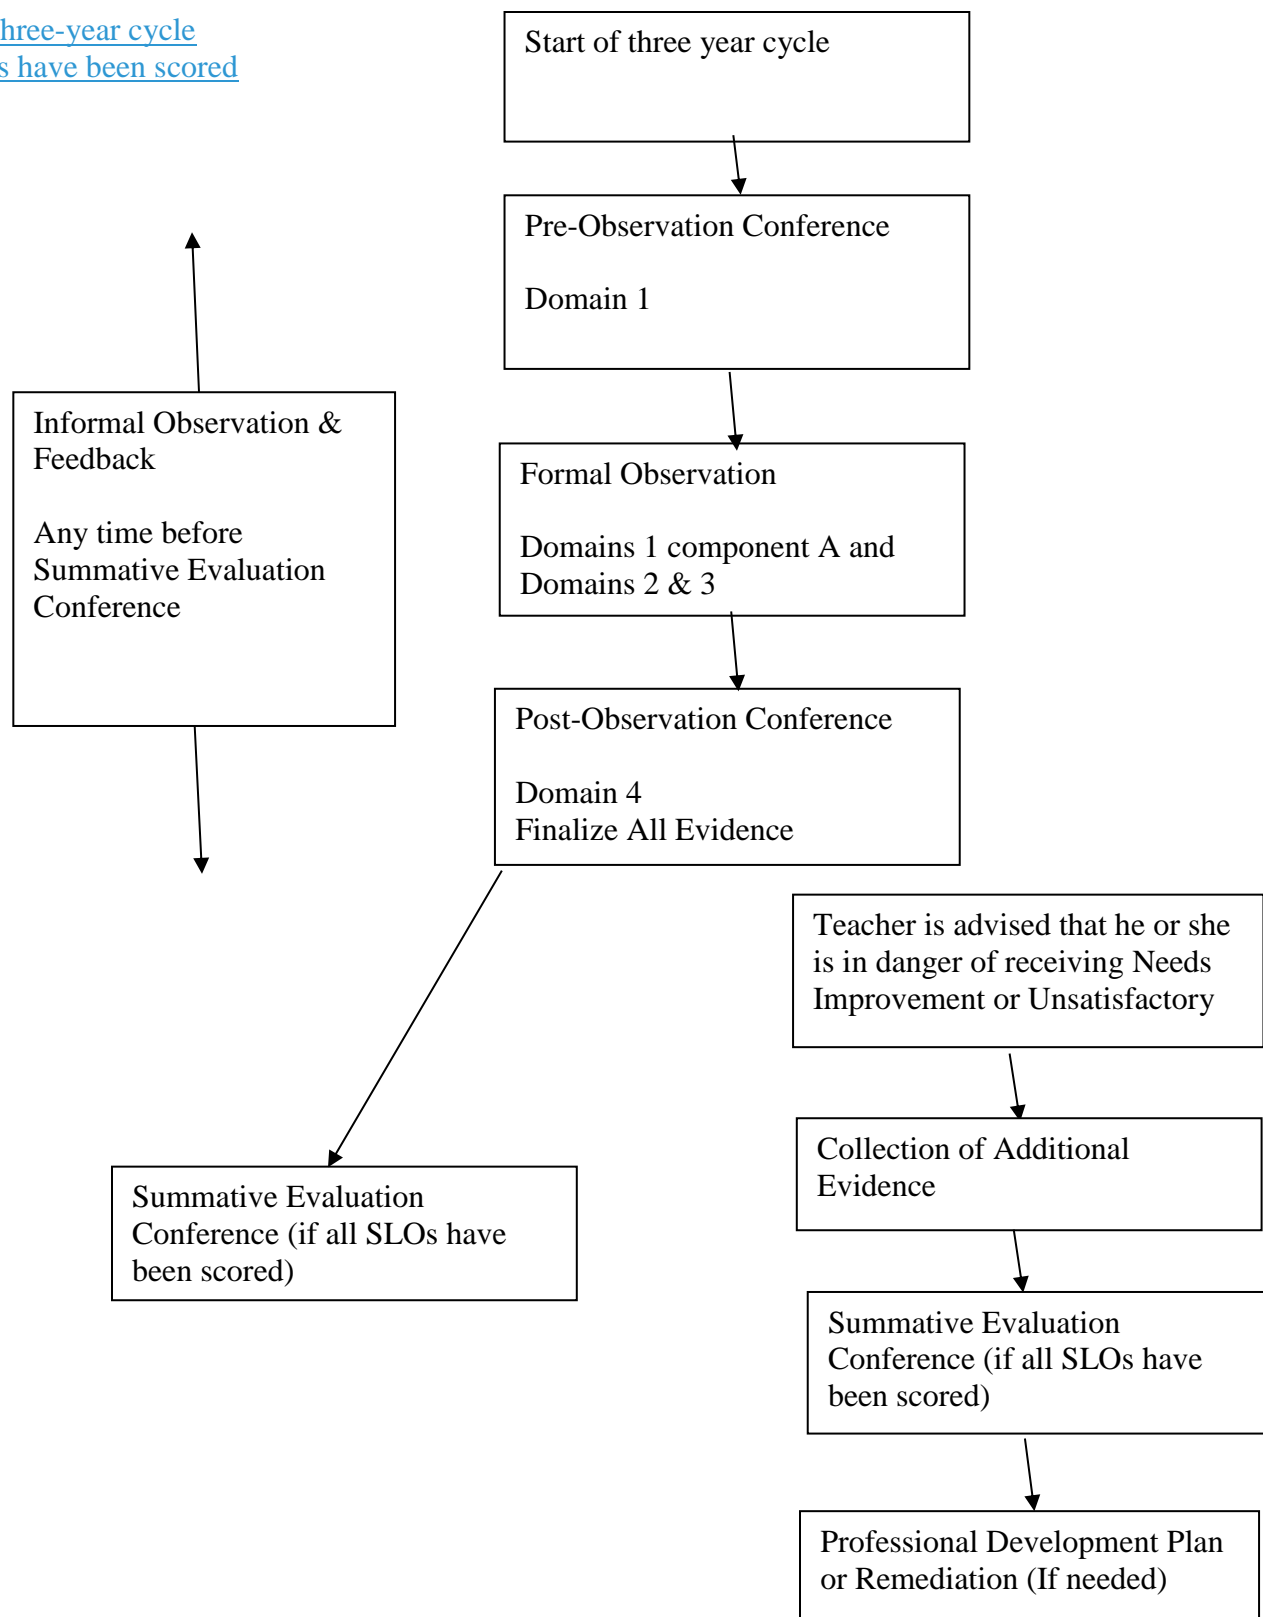 three-year cycle
s have been scored
Start of three year cycle
Pre-Observation Conference
Domain 1
Informal Observation &
Feedback
Any time before
Summative Evaluation
Conference
Formal Observation
Domains 1 component A and
Domains 2 & 3
Post-Observation Conference
Domain 4
Finalize All Evidence
Teacher is advised that he or she
is in danger of receiving Needs
Improvement or Unsatisfactory
Collection of Additional
Evidence
Summative Evaluation
Conference (if all SLOs have
been scored)
Summative Evaluation
Conference (if all SLOs have
been scored)
Professional Development Plan
or Remediation (If needed)